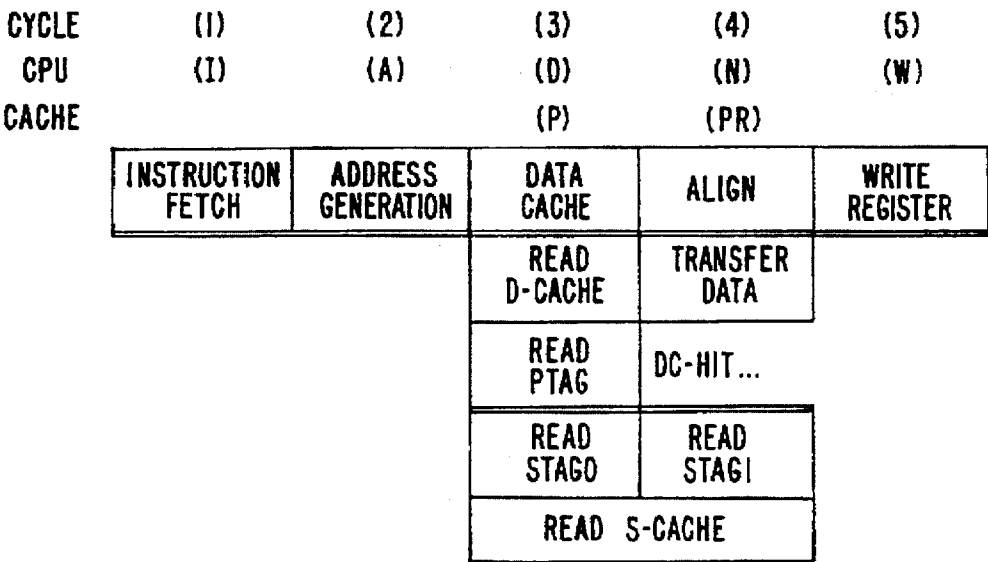 CYCLE (1) (2) (3) (4) (5)
CPU (I) (A) (D) (N) (W)
CACHE (P) (PR)
INSTRUCTION FETCH
ADDRESS GENERATION
DATA CACHE
ALIGN
WRITE REGISTER
READ D-CACHE
TRANSFER DATA
READ PTAG
DC-HIT...
READ STAG0
READ STAG1
READ S-CACHE